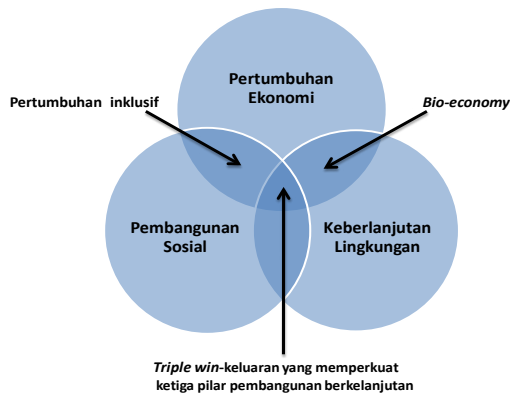 Pertumbuhan
Ekonomi
Pertumbuhan inklusif
Bio-economy
Pembangunan
Sosial
Keberlanjutan
Lingkungan
Triple win-keluaran yang memperkuat
ketiga pilar pembangunan berkelanjutan